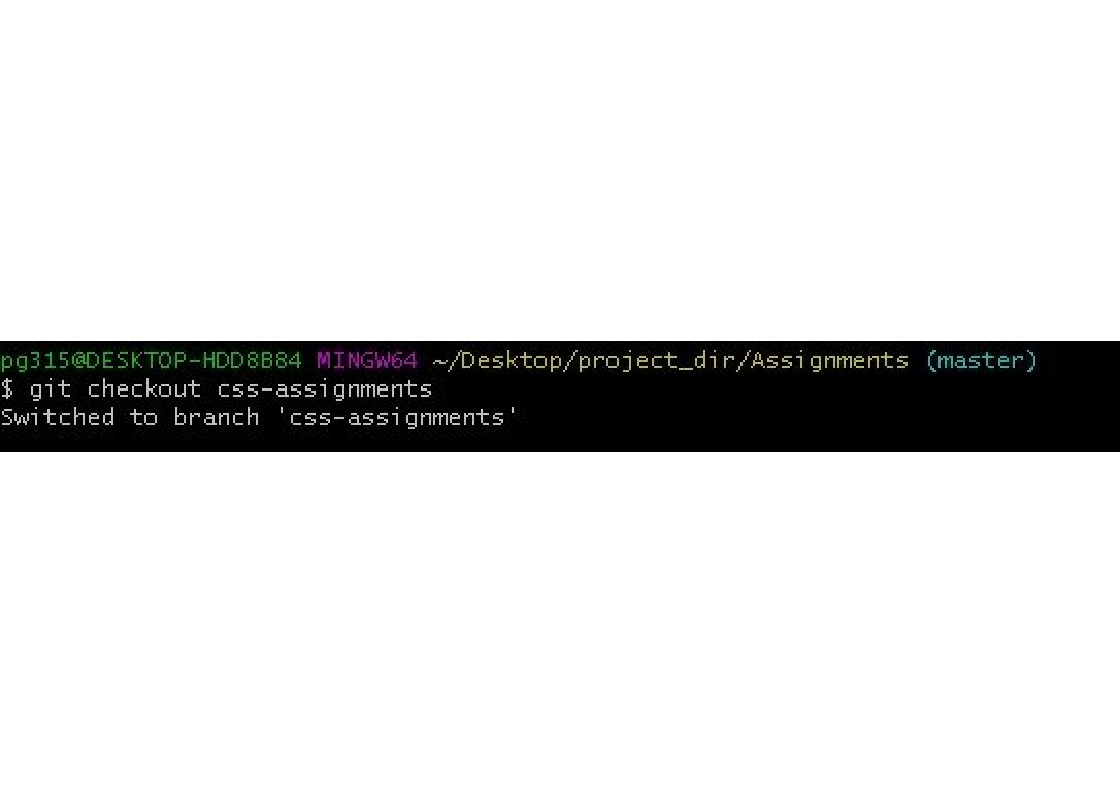 pg315@DESKTOP-HDD8B84 MINGW64 ~/Desktop/project_dir/Assignments (master)
$ git checkout css-assignments
Switched to branch 'css-assignments'